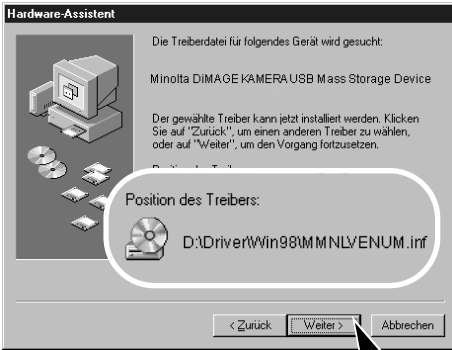 Hardware-Assistent
Die Treiberdatei für folgendes Gerät wird gesucht:
Minolta DiMAGE KAMERA USB Mass Storage Device
Der gewählte Treiber kann jetzt installiert werden. Klicken
Sie auf "Zurück", um einen anderen Treiber zu wählen,
oder auf "Weiter", um den Vorgang fortzusetzen.
Position des Treibers:
D:\Driver\Win98\MMNLVENUM.inf
< Zurück
Weiter >
Abbrechen